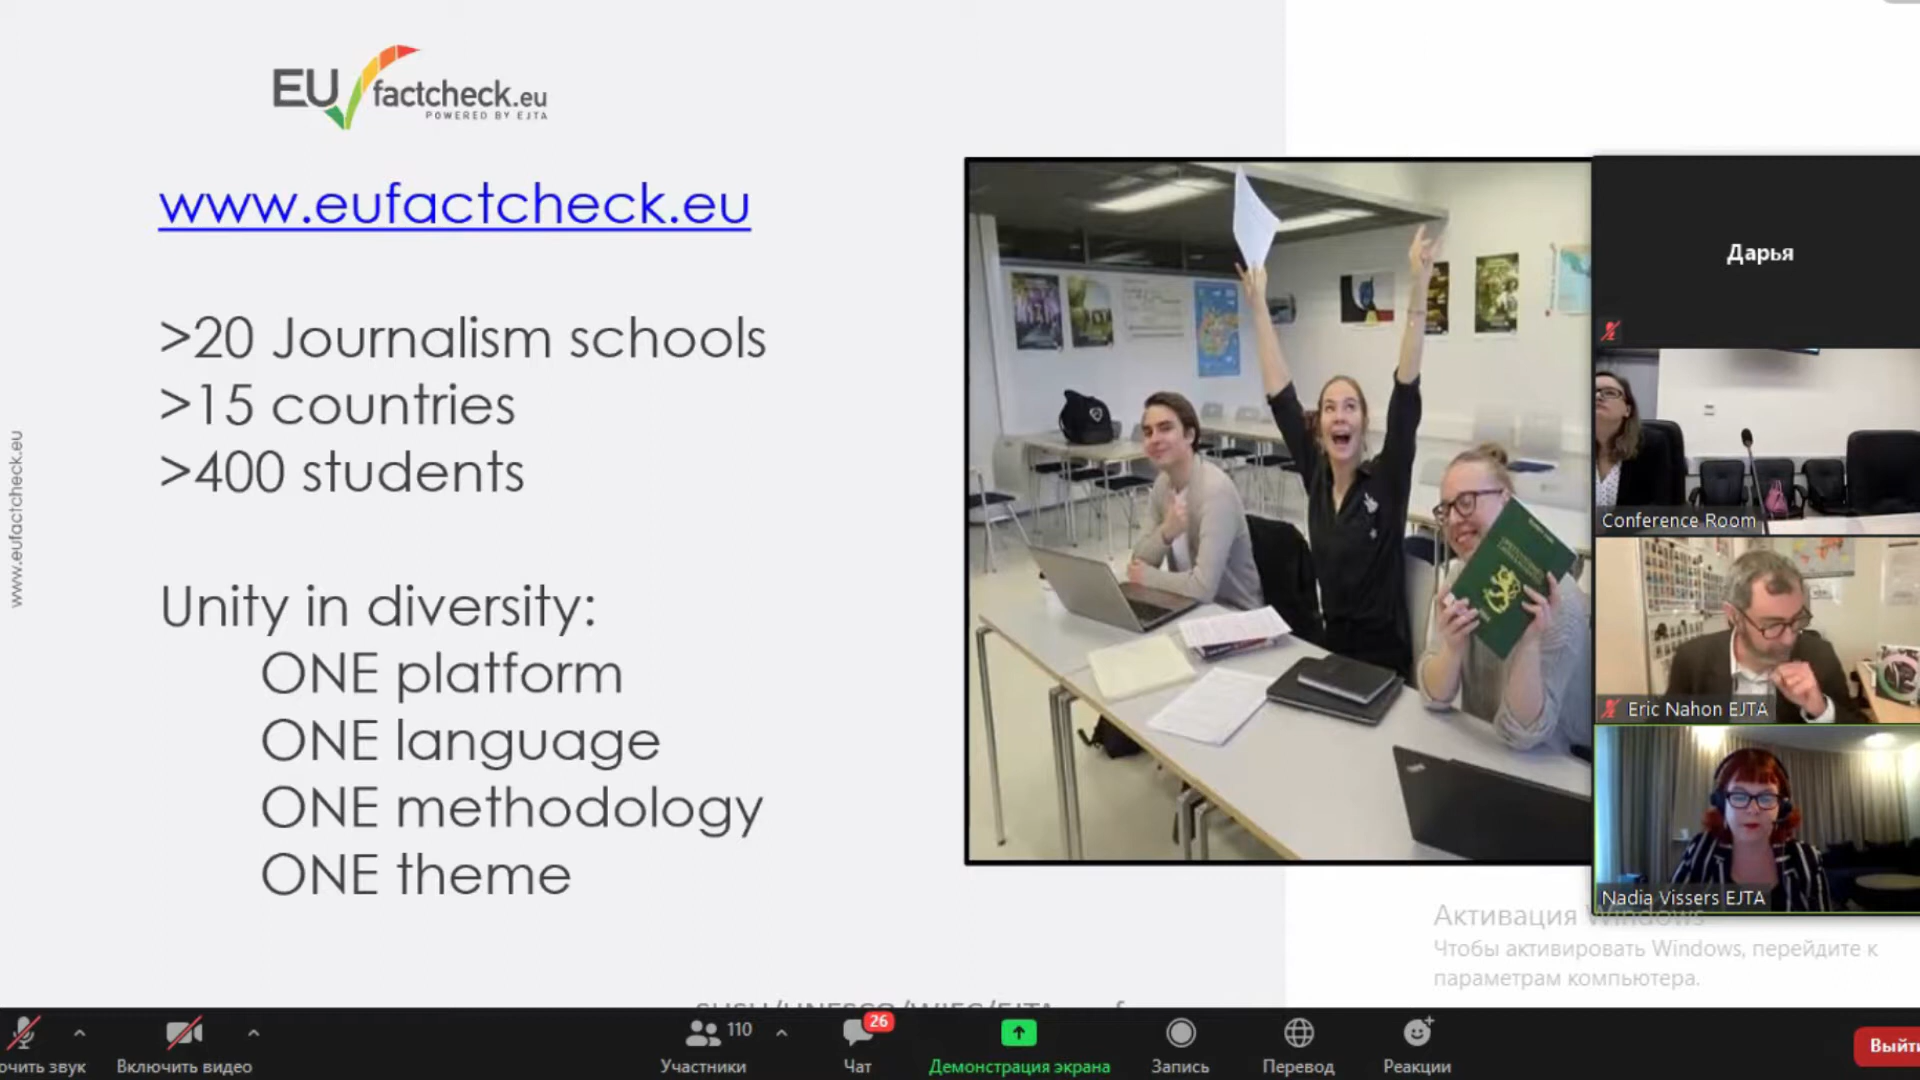 EU factcheck.eu
POWERED BY EJTA
www.eufactcheck.eu
>20 Journalism schools
>15 countries
>400 students
Unity in diversity:
ONE platform
ONE language
ONE methodology
ONE theme
www.eufactcheck.eu
Дарья
Conference Room
Eric Nahon EJTA
Nadia Vissers EJTA
Активация Windows
Чтобы активировать Windows, перейдите к
параметрам компьютера.
110
26
Включить видео
Участники
Чат
Демонстрация экрана
Запись
Перевод
Реакции